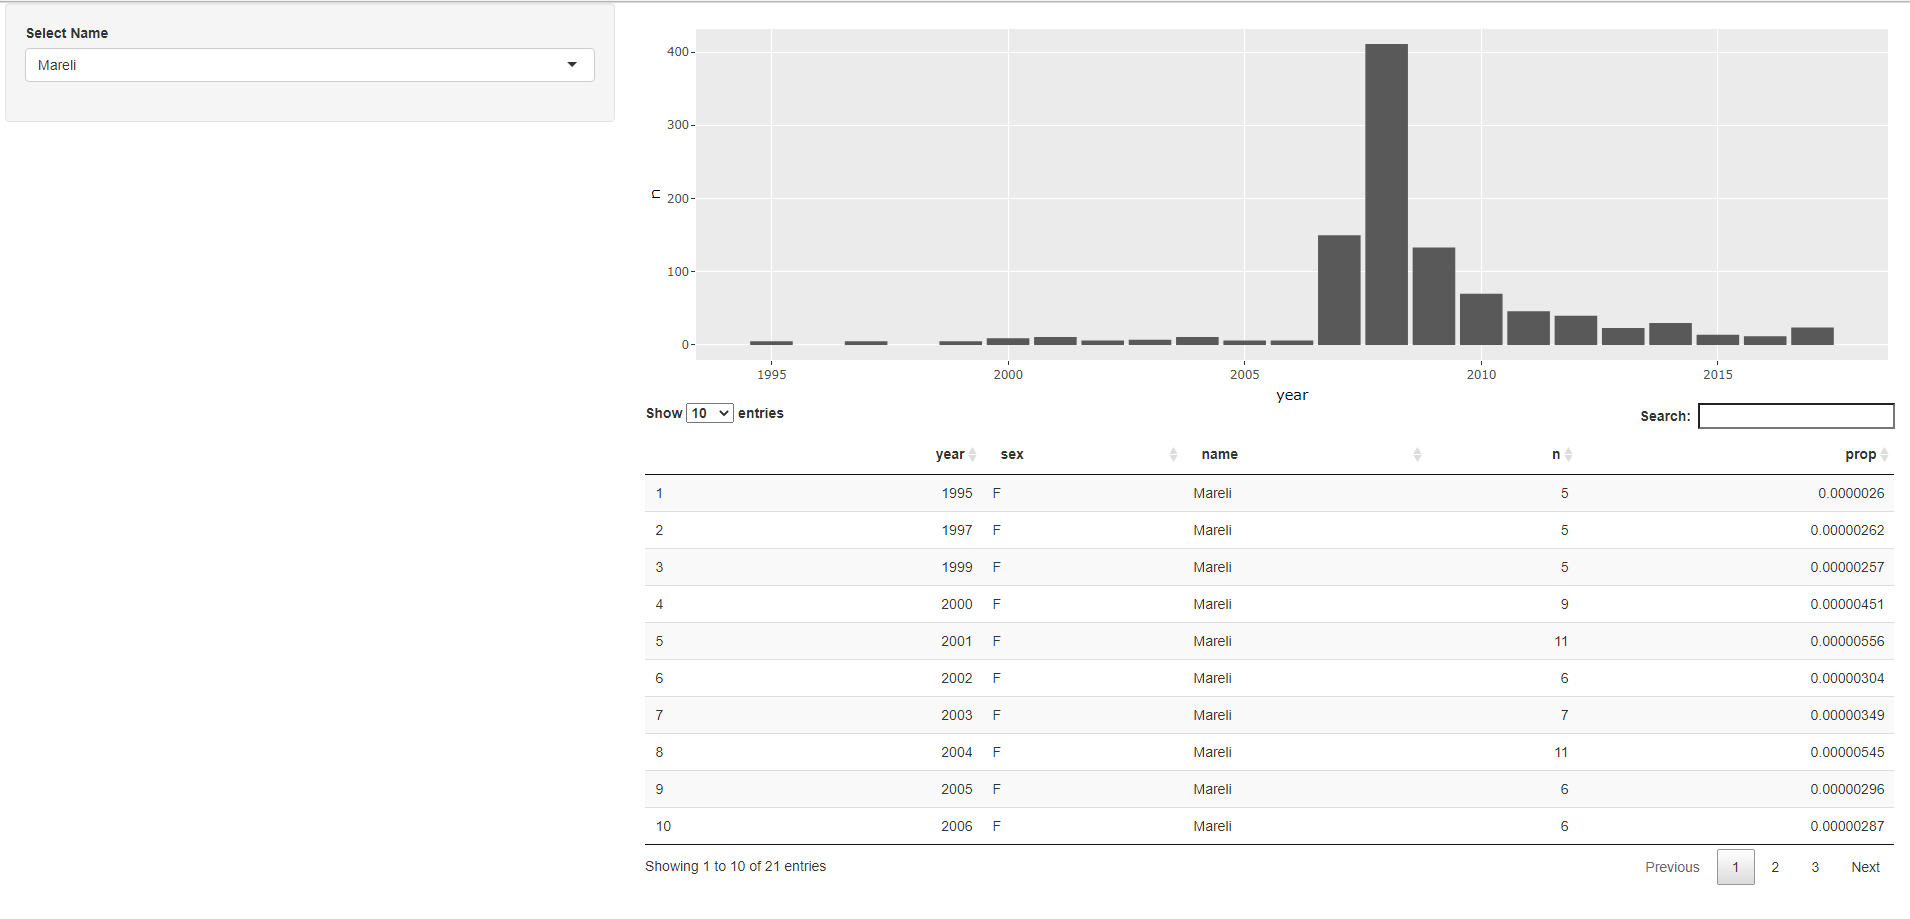 Select Name
Mareli
400
300
200
100
0
n
1995 2000 2005 2010 2015
year
Show 10 entries Search:
year sex name n prop
1 1995 F Mareli 5 0.0000026
2 1997 F Mareli 5 0.00000262
3 1999 F Mareli 5 0.00000257
4 2000 F Mareli 9 0.00000451
5 2001 F Mareli 11 0.00000556
6 2002 F Mareli 6 0.00000304
7 2003 F Mareli 7 0.00000349
8 2004 F Mareli 11 0.00000545
9 2005 F Mareli 6 0.00000296
10 2006 F Mareli 6 0.00000287
Showing 1 to 10 of 21 entries Previous 1 2 3 Next